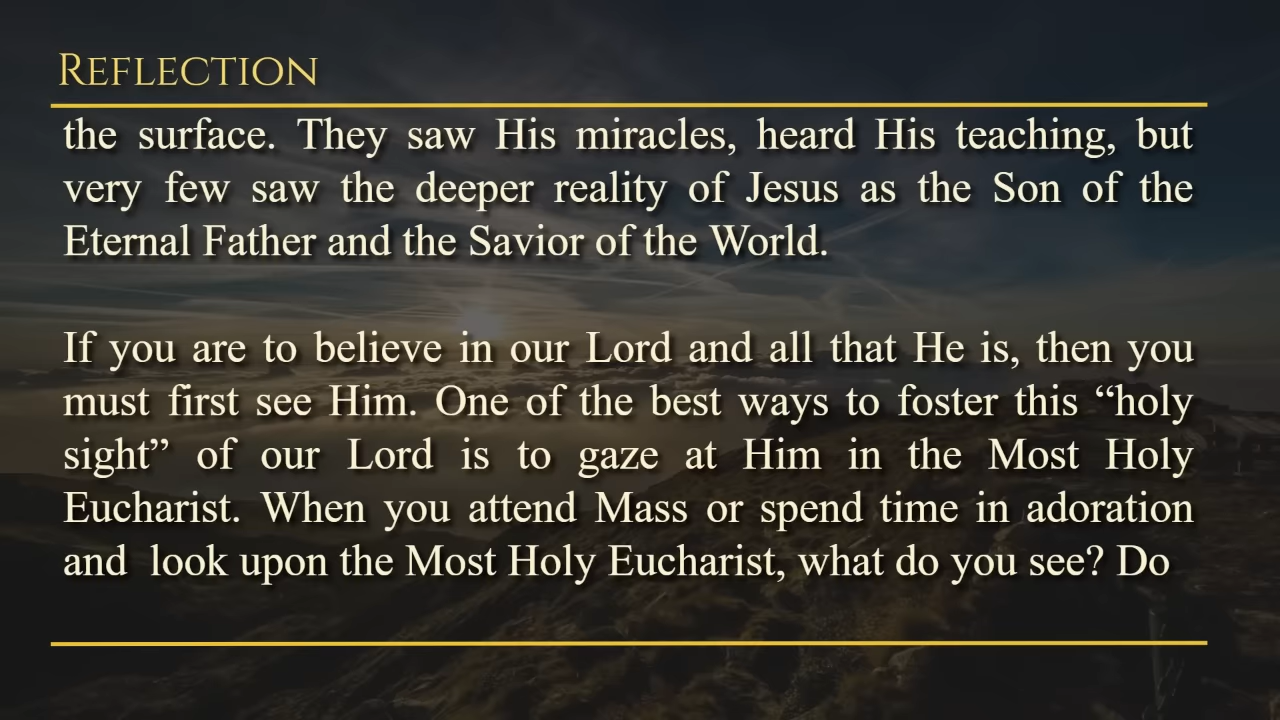 Reflection
the surface. They saw His miracles, heard His teaching, but
very few saw the deeper reality of Jesus as the Son of the
Eternal Father and the Savior of the World.
If you are to believe in our Lord and all that He is, then you
must first see Him. One of the best ways to foster this “holy
sight” of our Lord is to gaze at Him in the Most Holy
Eucharist. When you attend Mass or spend time in adoration
and  look upon the Most Holy Eucharist, what do you see? Do